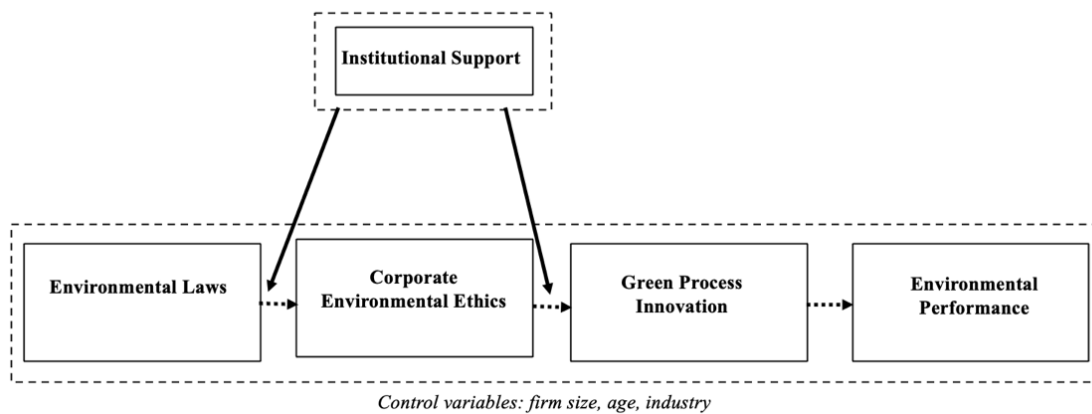 Institutional Support
Environmental Laws
Corporate
Environmental Ethics
Green Process
Innovation
Environmental
Performance
Control variables: firm size, age, industry